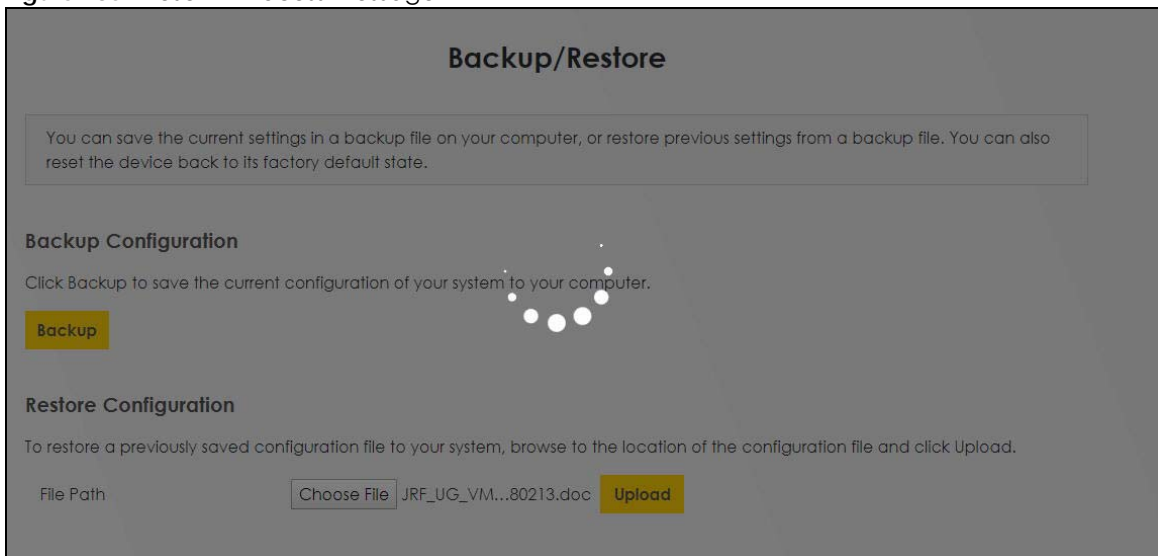 Backup/Restore
You can save the current settings in a backup file on your computer, or restore previous settings from a backup file. You can also
reset the device back to its factory default state.
Backup Configuration
Click Backup to save the current configuration of your system to your computer.
Backup
Restore Configuration
To restore a previously saved configuration file to your system, browse to the location of the configuration file and click Upload.
File Path Choose File JRF_UG_VM...80213.doc Upload